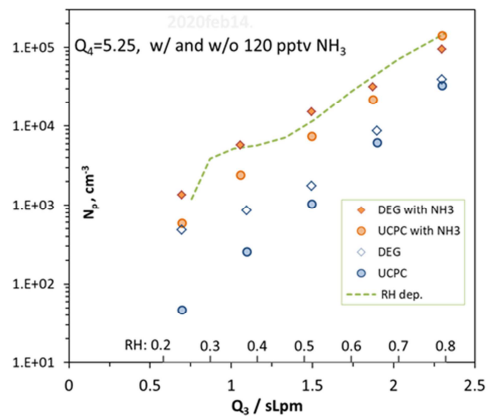 2020feb14.
Q4=5.25, w/ and w/o 120 pptv NH3
1.E+05
1.E+04
1.E+03
1.E+02
1.E+01
Np, cm-3
DEG with NH3
UCPC with NH3
DEG
UCPC
RH dep.
RH: 0.2 0.3 0.4 0.5 0.6 0.7 0.8
0 0.5 1 1.5 2 2.5
Q3 / sLpm